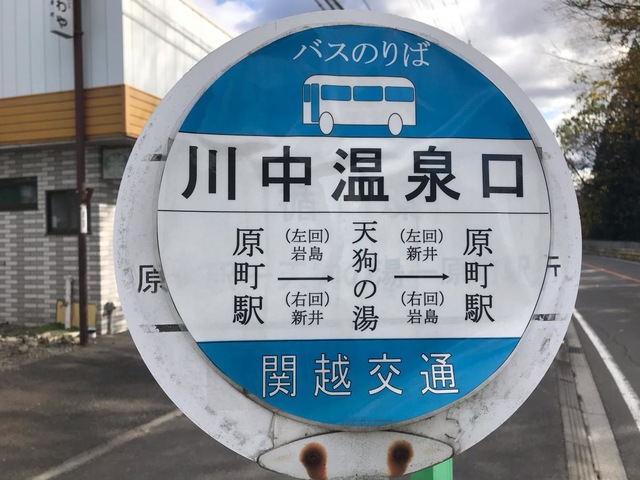 バスのりば
川中温泉口
原町駅
(左回)
岩島
(右回)
新井
天狗の湯
(左回)
新井
(右回)
岩島
原町駅
原
関越交通